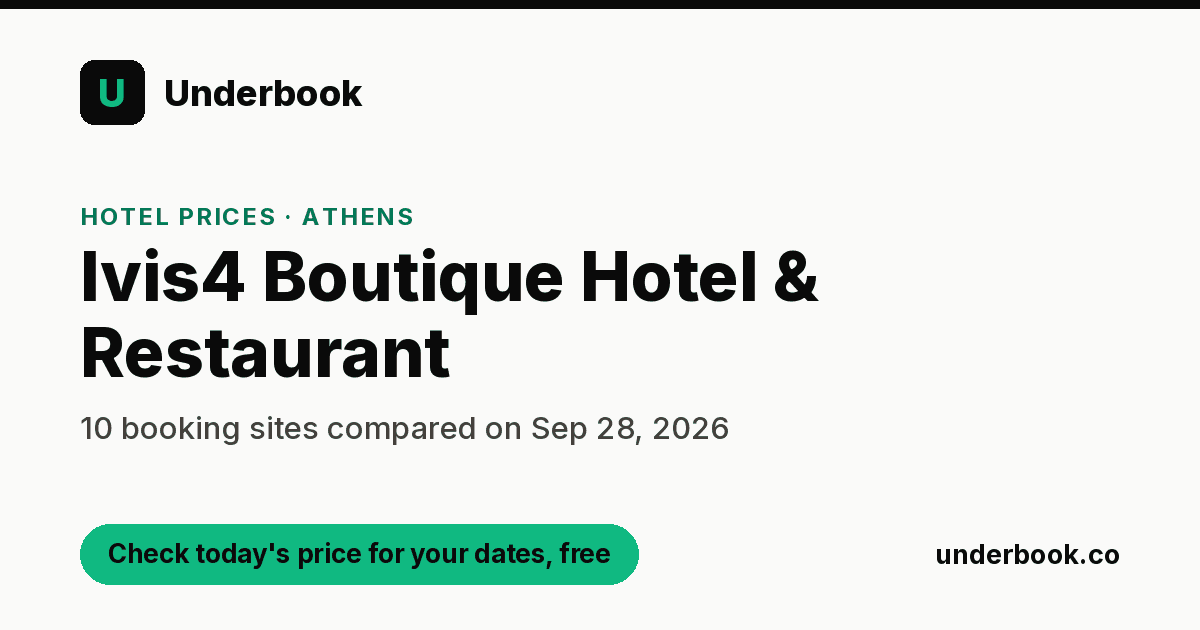 U
Underbook
HOTEL PRICES · ATHENS
Ivis4 Boutique Hotel &
Restaurant
10 booking sites compared on Sep 28, 2026
Check today's price for your dates, free
underbook.co